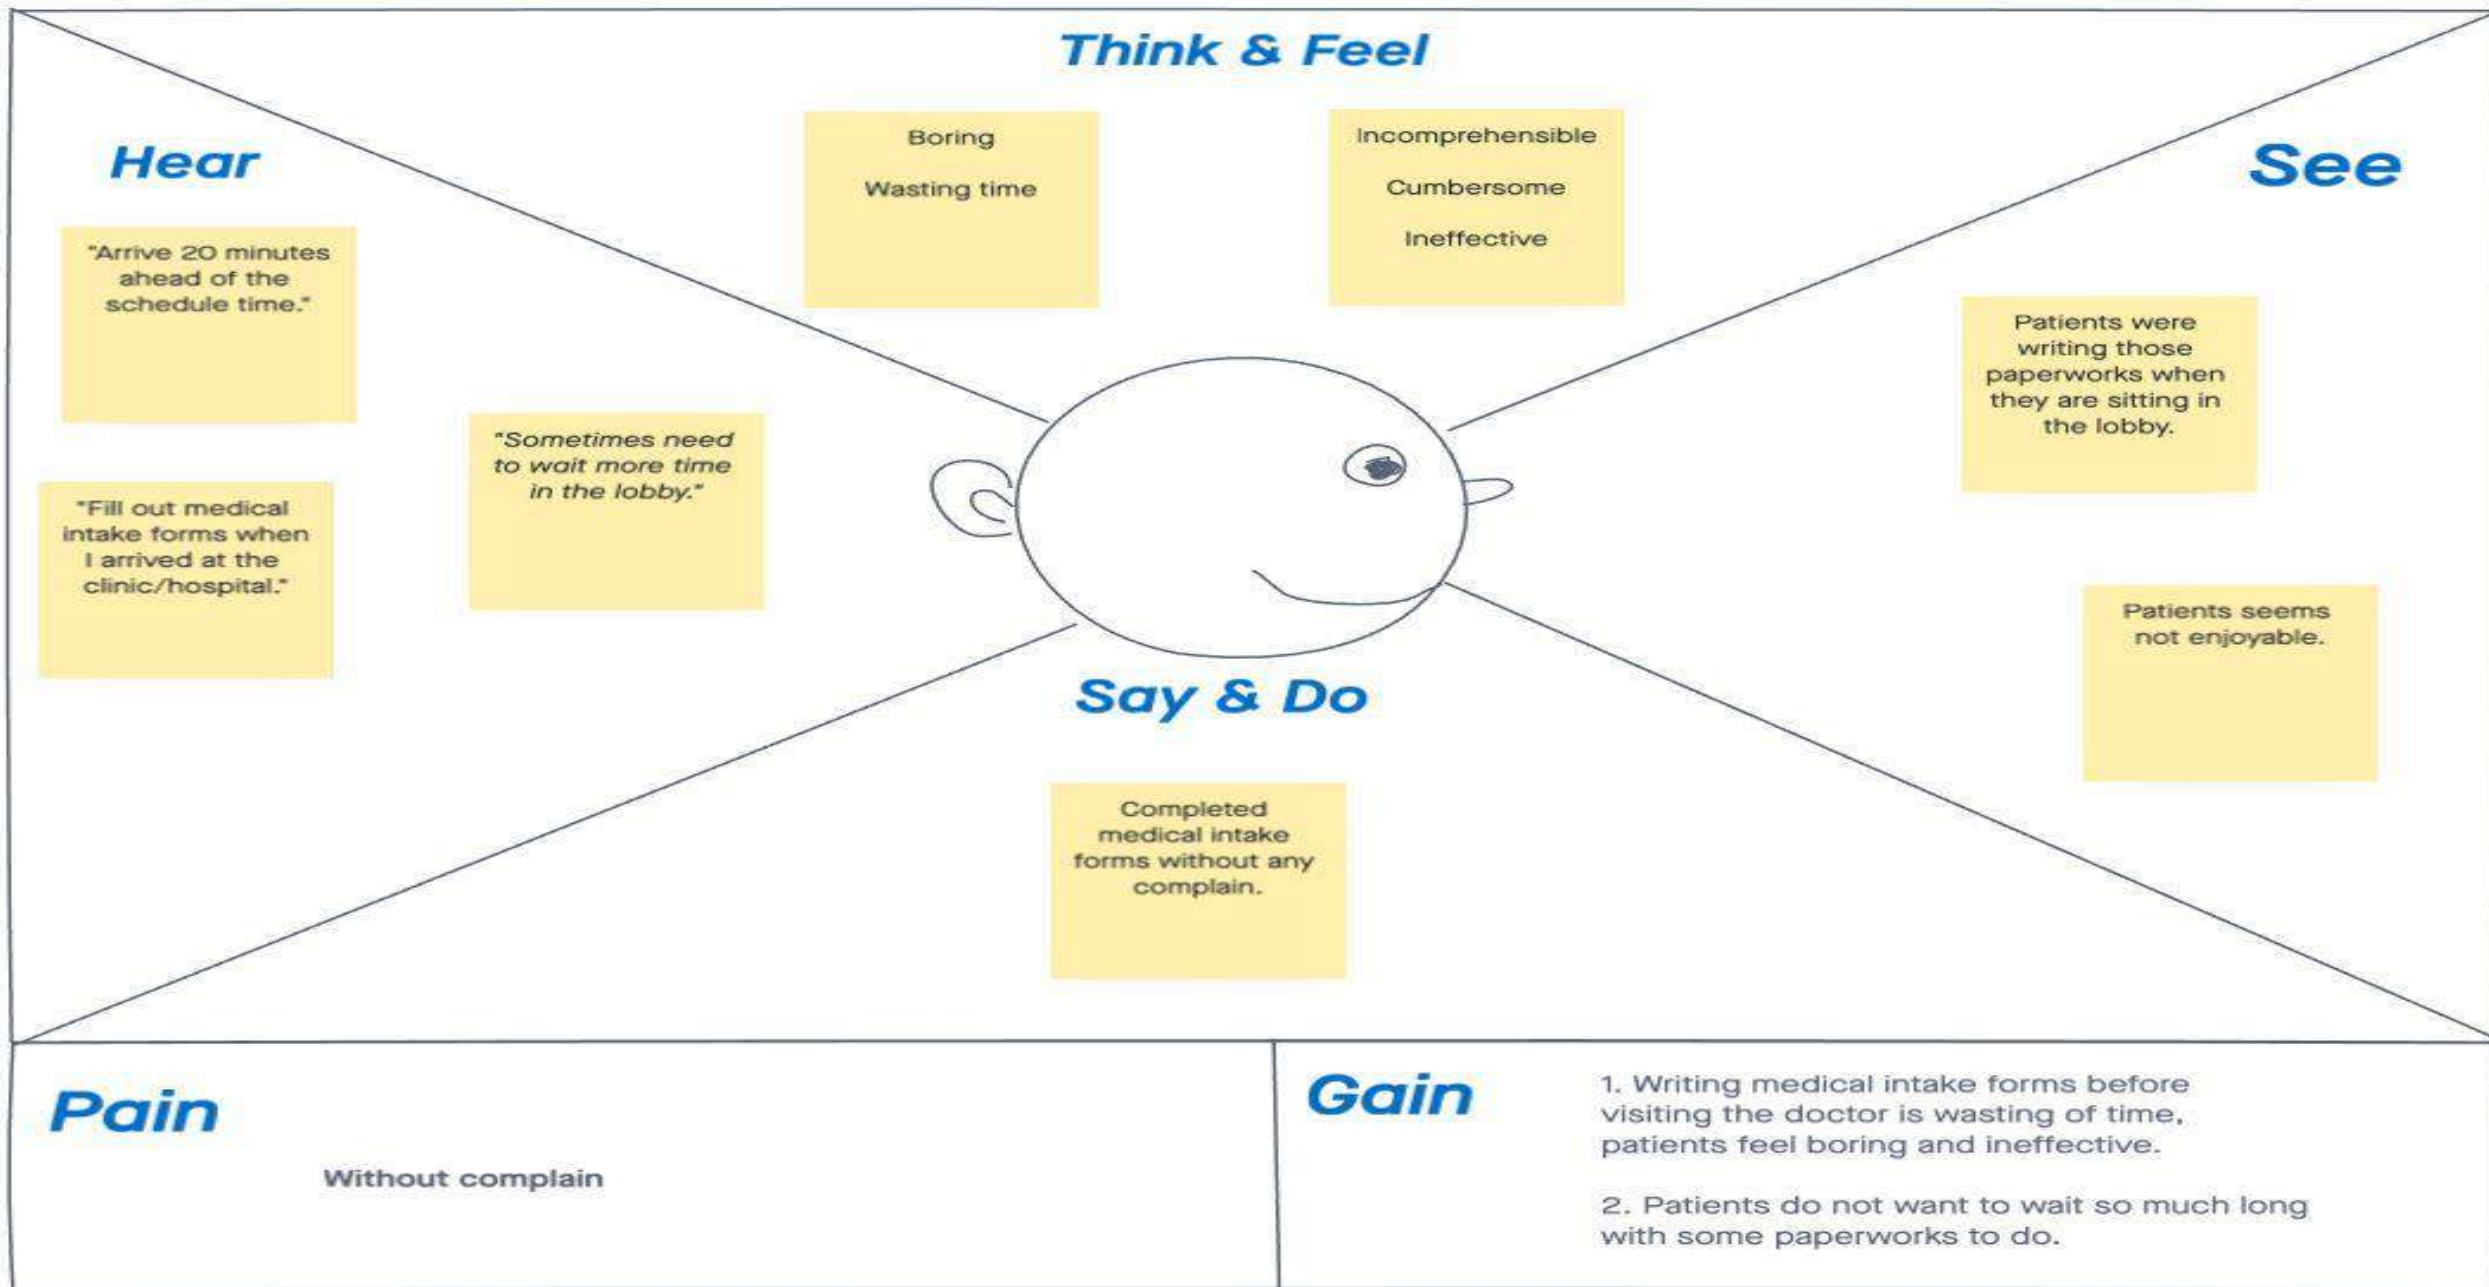 Think & Feel
Boring
Wasting time
Incomprehensible
Cumbersome
Ineffective
Hear
"Arrive 20 minutes
ahead of the
schedule time."
"Sometimes need
to wait more time
in the lobby."
"Fill out medical
intake forms when
I arrived at the
clinic/hospital."
See
Patients were
writing those
paperworks when
they are sitting in
the lobby.
Patients seems
not enjoyable.
Say & Do
Completed
medical intake
forms without any
complain.
Pain
Without complain
Gain
1. Writing medical intake forms before
visiting the doctor is wasting of time,
patients feel boring and ineffective.
2. Patients do not want to wait so much long
with some paperworks to do.